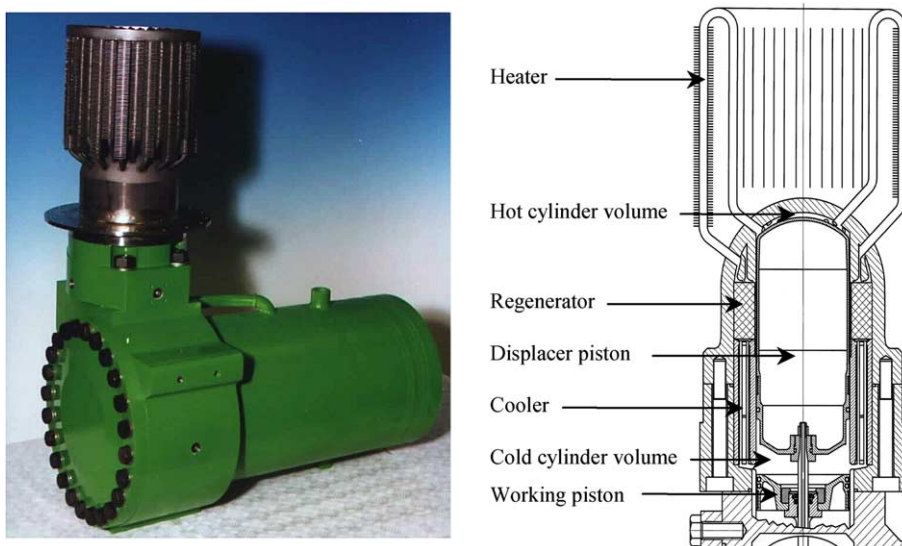 Heater
Hot cylinder volume
Regenerator
Displacer piston
Cooler
Cold cylinder volume
Working piston